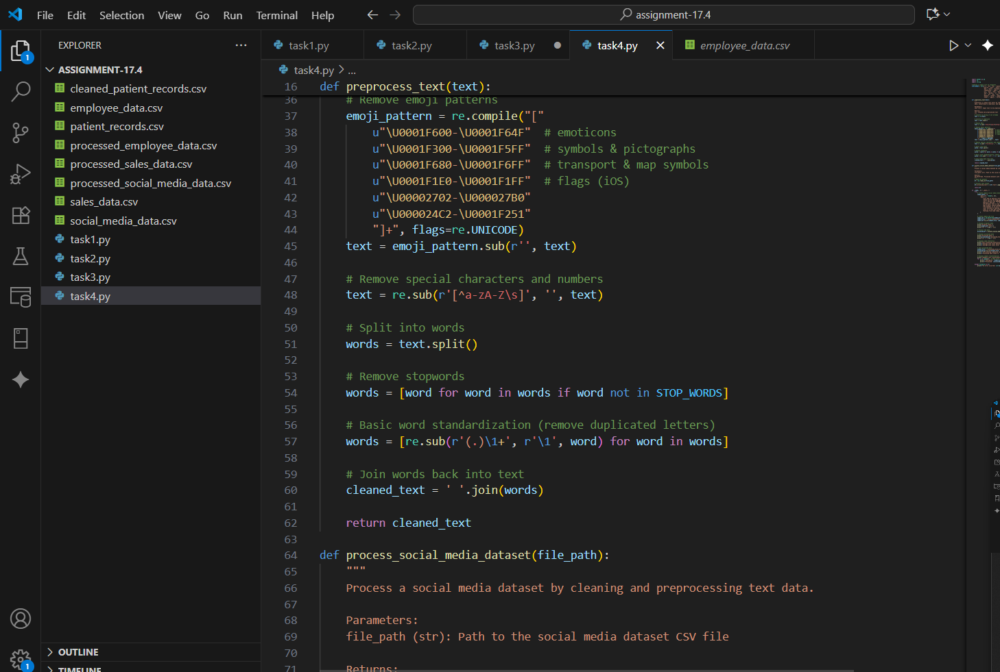 File Edit Selection View Go Run Terminal Help
assignment-17.4
EXPLORER
ASSIGNMENT-17.4
cleaned_patient_records.csv
employee_data.csv
patient_records.csv
processed_employee_data.csv
processed_sales_data.csv
processed_social_media_data.csv
sales_data.csv
social_media_data.csv
task1.py
task2.py
task3.py
task4.py
OUTLINE
TIMELINE
1
1
task1.py task2.py task3.py task4.py employee_data.csv
task4.py > ...
16 def preprocess_text(text):
36     # Remove emoji patterns
37     emoji_pattern = re.compile("["
38         u"\U0001F600-\U0001F64F"  # emoticons
39         u"\U0001F300-\U0001F5FF"  # symbols & pictographs
40         u"\U0001F680-\U0001F6FF"  # transport & map symbols
41         u"\U0001F1E0-\U0001F1FF"  # flags (iOS)
42         u"\U00002702-\U000027B0"
43         u"\U000024C2-\U0001F251"
44         "]+", flags=re.UNICODE)
45     text = emoji_pattern.sub(r'', text)
46
47     # Remove special characters and numbers
48     text = re.sub(r'[^a-zA-Z\s]', '', text)
49
50     # Split into words
51     words = text.split()
52
53     # Remove stopwords
54     words = [word for word in words if word not in STOP_WORDS]
55
56     # Basic word standardization (remove duplicated letters)
57     words = [re.sub(r'(.)\1+', r'\1', word) for word in words]
58
59     # Join words back into text
60     cleaned_text = ' '.join(words)
61
62     return cleaned_text
63
64 def process_social_media_dataset(file_path):
65     """
66     Process a social media dataset by cleaning and preprocessing text data.
67
68     Parameters:
69     file_path (str): Path to the social media dataset CSV file
70
71     Returns: